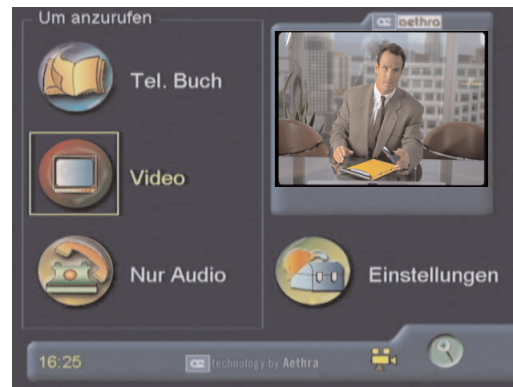 Um anzurufen
æ aethra
Tel. Buch
Video
Nur Audio
Einstellungen
16:25
æ technology by Aethra